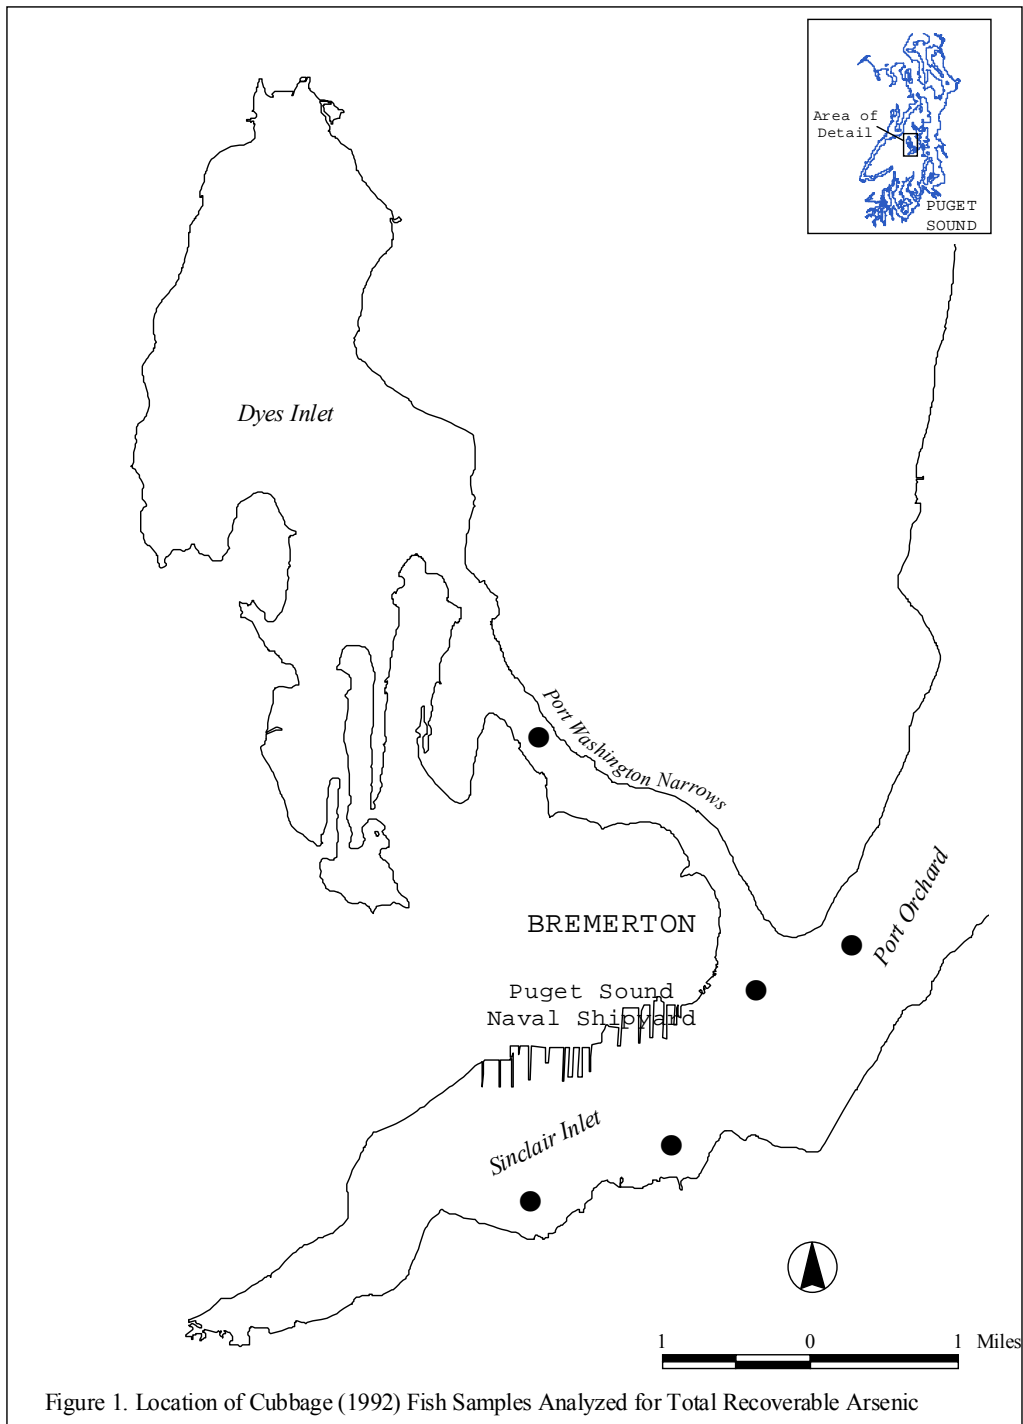 Area of
Detail
PUGET
SOUND
Dyes Inlet
Port Washington Narrows
Port Orchard
BREMERTON
Puget Sound
Naval Shipyard
Sinclair Inlet
1 0 1 Miles
Figure 1. Location of Cubbage (1992) Fish Samples Analyzed for Total Recoverable Arsenic